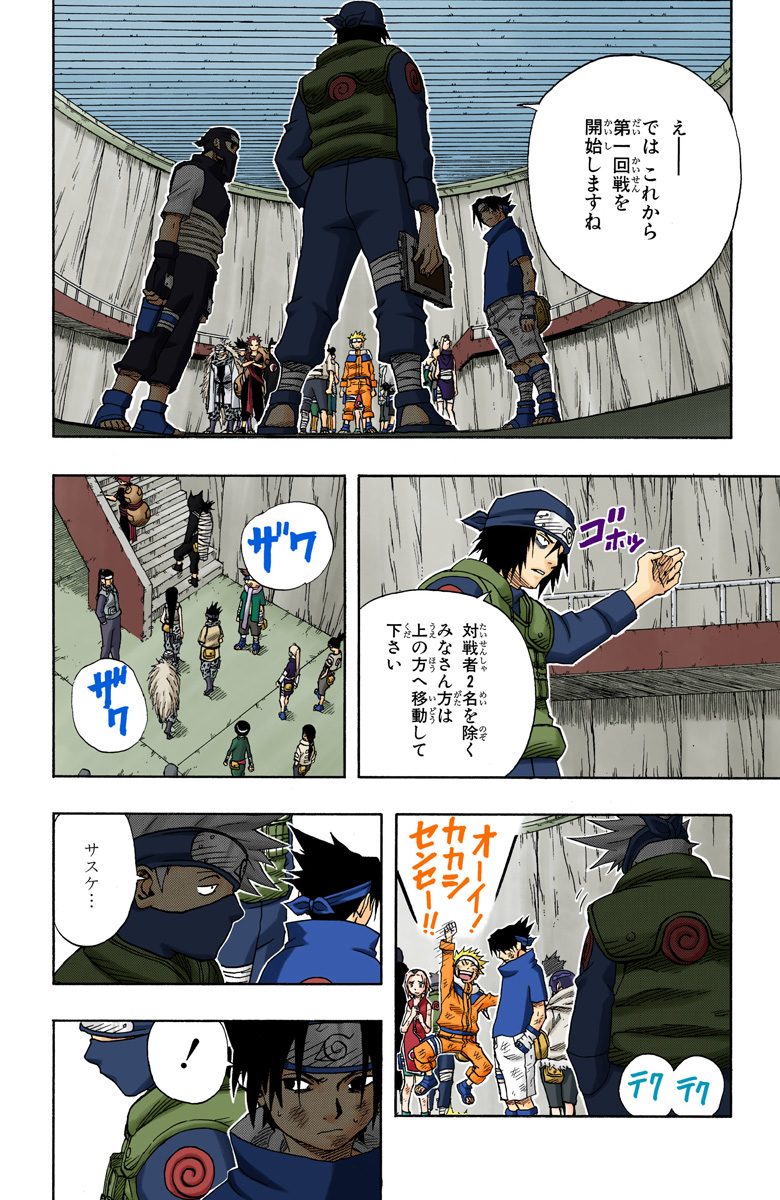 えー
では これから
第一回戦を
開始しますね
ゴホッ
対戦者2名を除く
みなさん方は
上の方へ移動して
下さい
ザワ
ザワ
オーイ!
カカシ
センセー!!
テク
テク
サスケ…
!